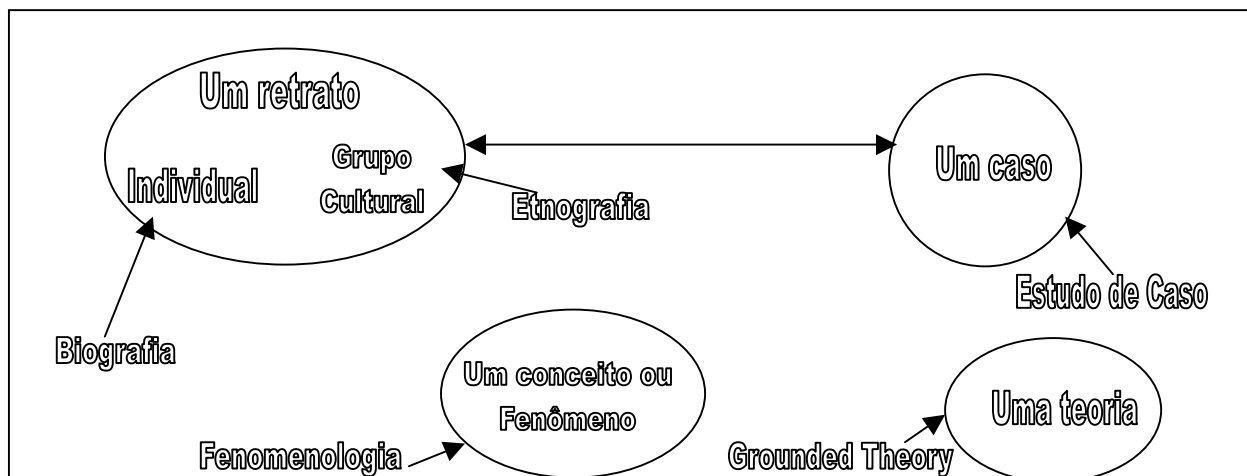 Um retrato
Individual
Grupo
Cultural
Etnografia
Biografia
Um caso
Estudo de Caso
Um conceito ou
Fenômeno
Fenomenologia
Uma teoria
Grounded Theory